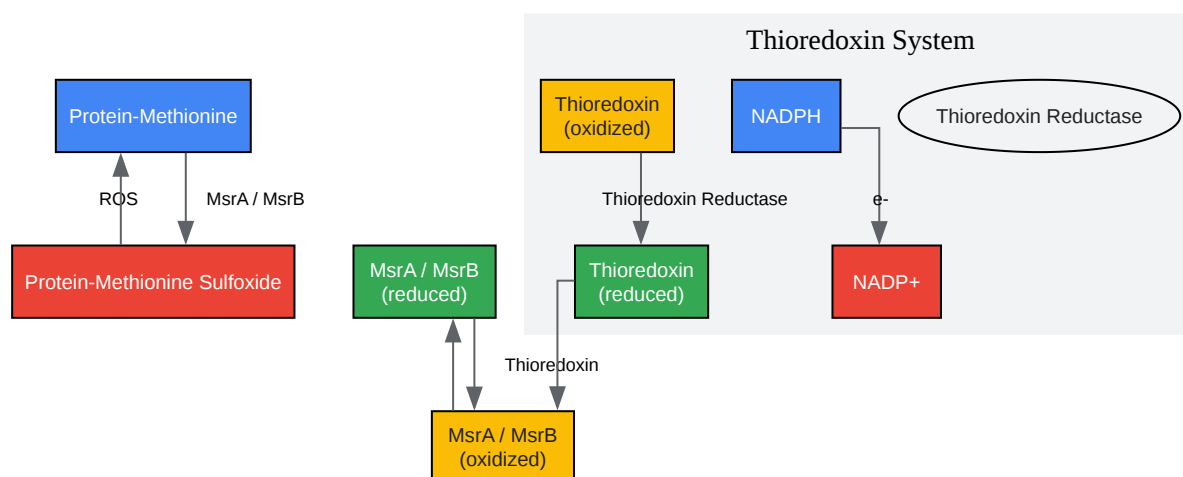 Thioredoxin System
Protein-Methionine
Thioredoxin
(oxidized)
NADPH
Thioredoxin Reductase
ROS
MsrA / MsrB
Thioredoxin Reductase
e-
Protein-Methionine Sulfoxide
MsrA / MsrB
(reduced)
Thioredoxin
(reduced)
NADP+
Thioredoxin
MsrA / MsrB
(oxidized)